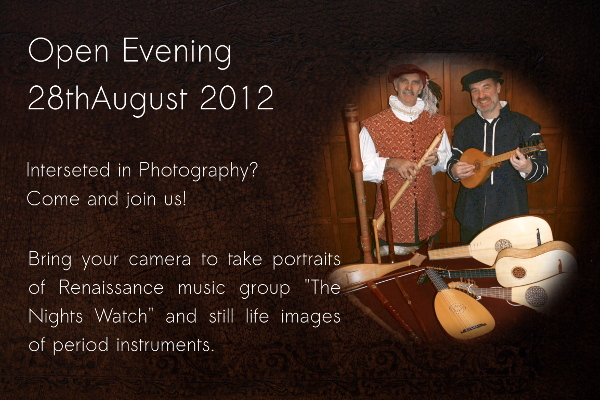 Open Evening
28thAugust 2012
Interseted in Photography?
Come and join us!
Bring your camera to take portraits
of Renaissance music group "The
Nights Watch" and still life images
of period instruments.